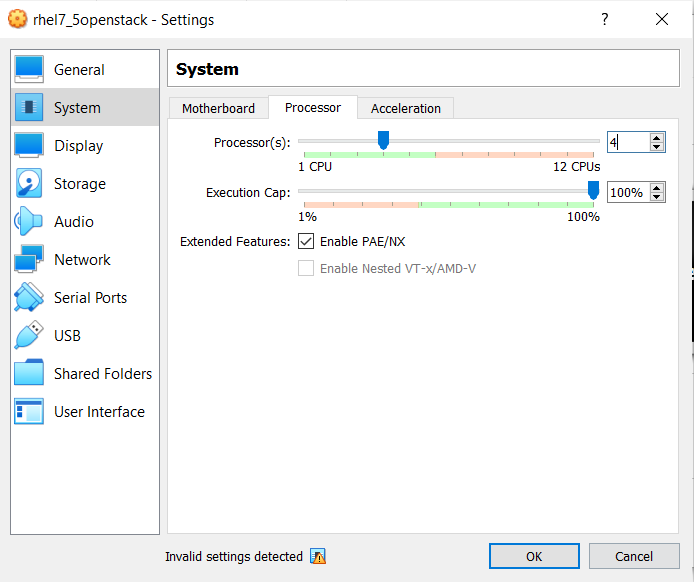 rhel7_5openstack - Settings
?
General
System
Display
Storage
Audio
Network
Serial Ports
USB
Shared Folders
User Interface
System
Motherboard Processor Acceleration
Processor(s): 4
1 CPU 12 CPUs
Execution Cap: 100%
1% 100%
Extended Features: Enable PAE/NX
Enable Nested VT-x/AMD-V
Invalid settings detected OK Cancel